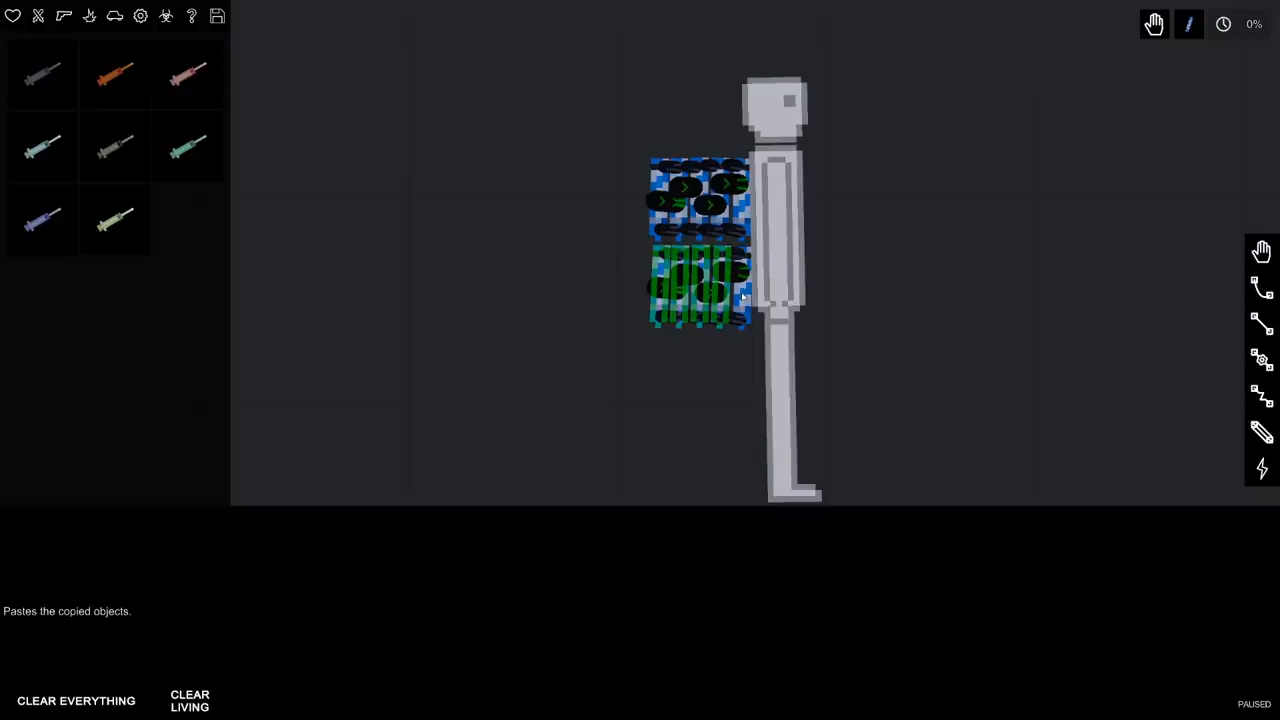 0%
Pastes the copied objects.
CLEAR EVERYTHING
CLEAR
LIVING
PAUSED